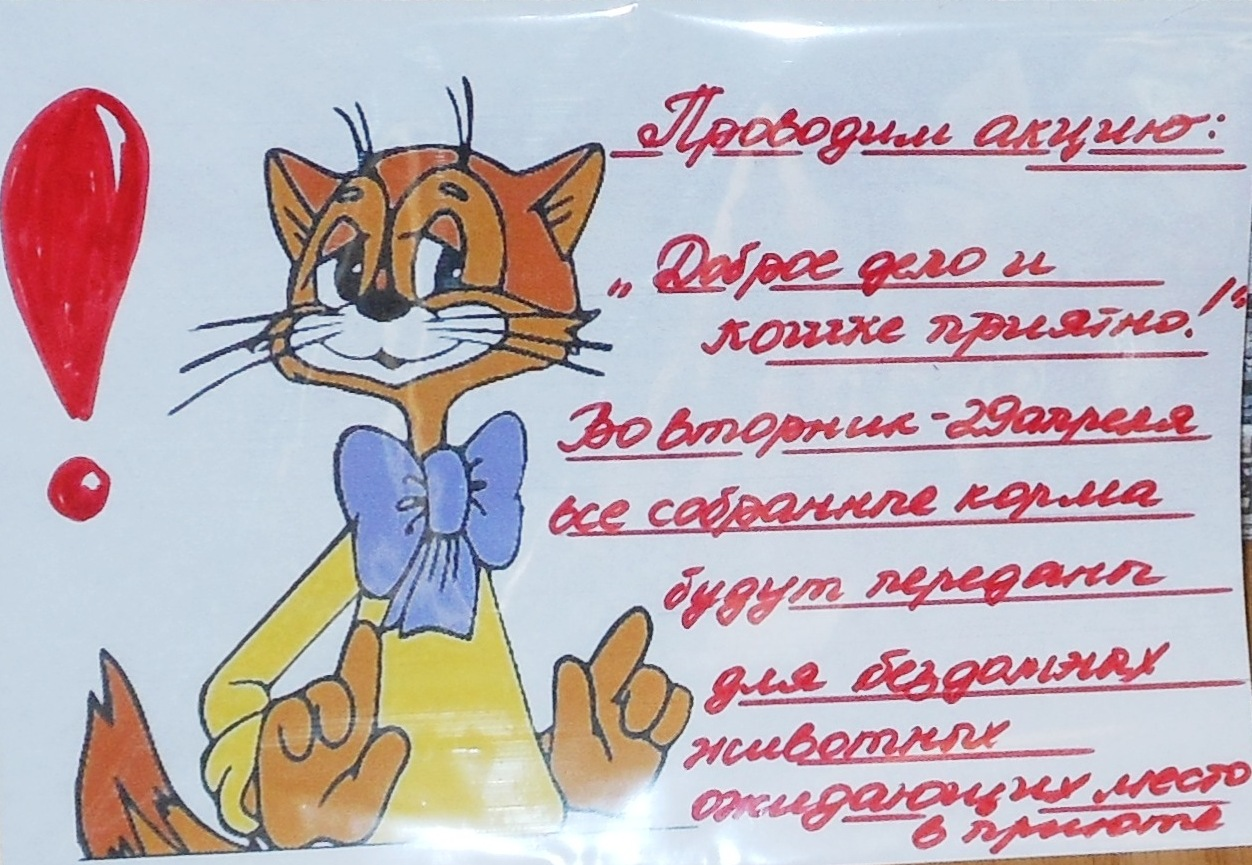 Проводим акцию:
„Доброе дело и
кошке приятно!“
Во вторник - 29 апреля
все собранные корма
будут переданы
для бездомных
животных
ожидающих место
в приюте